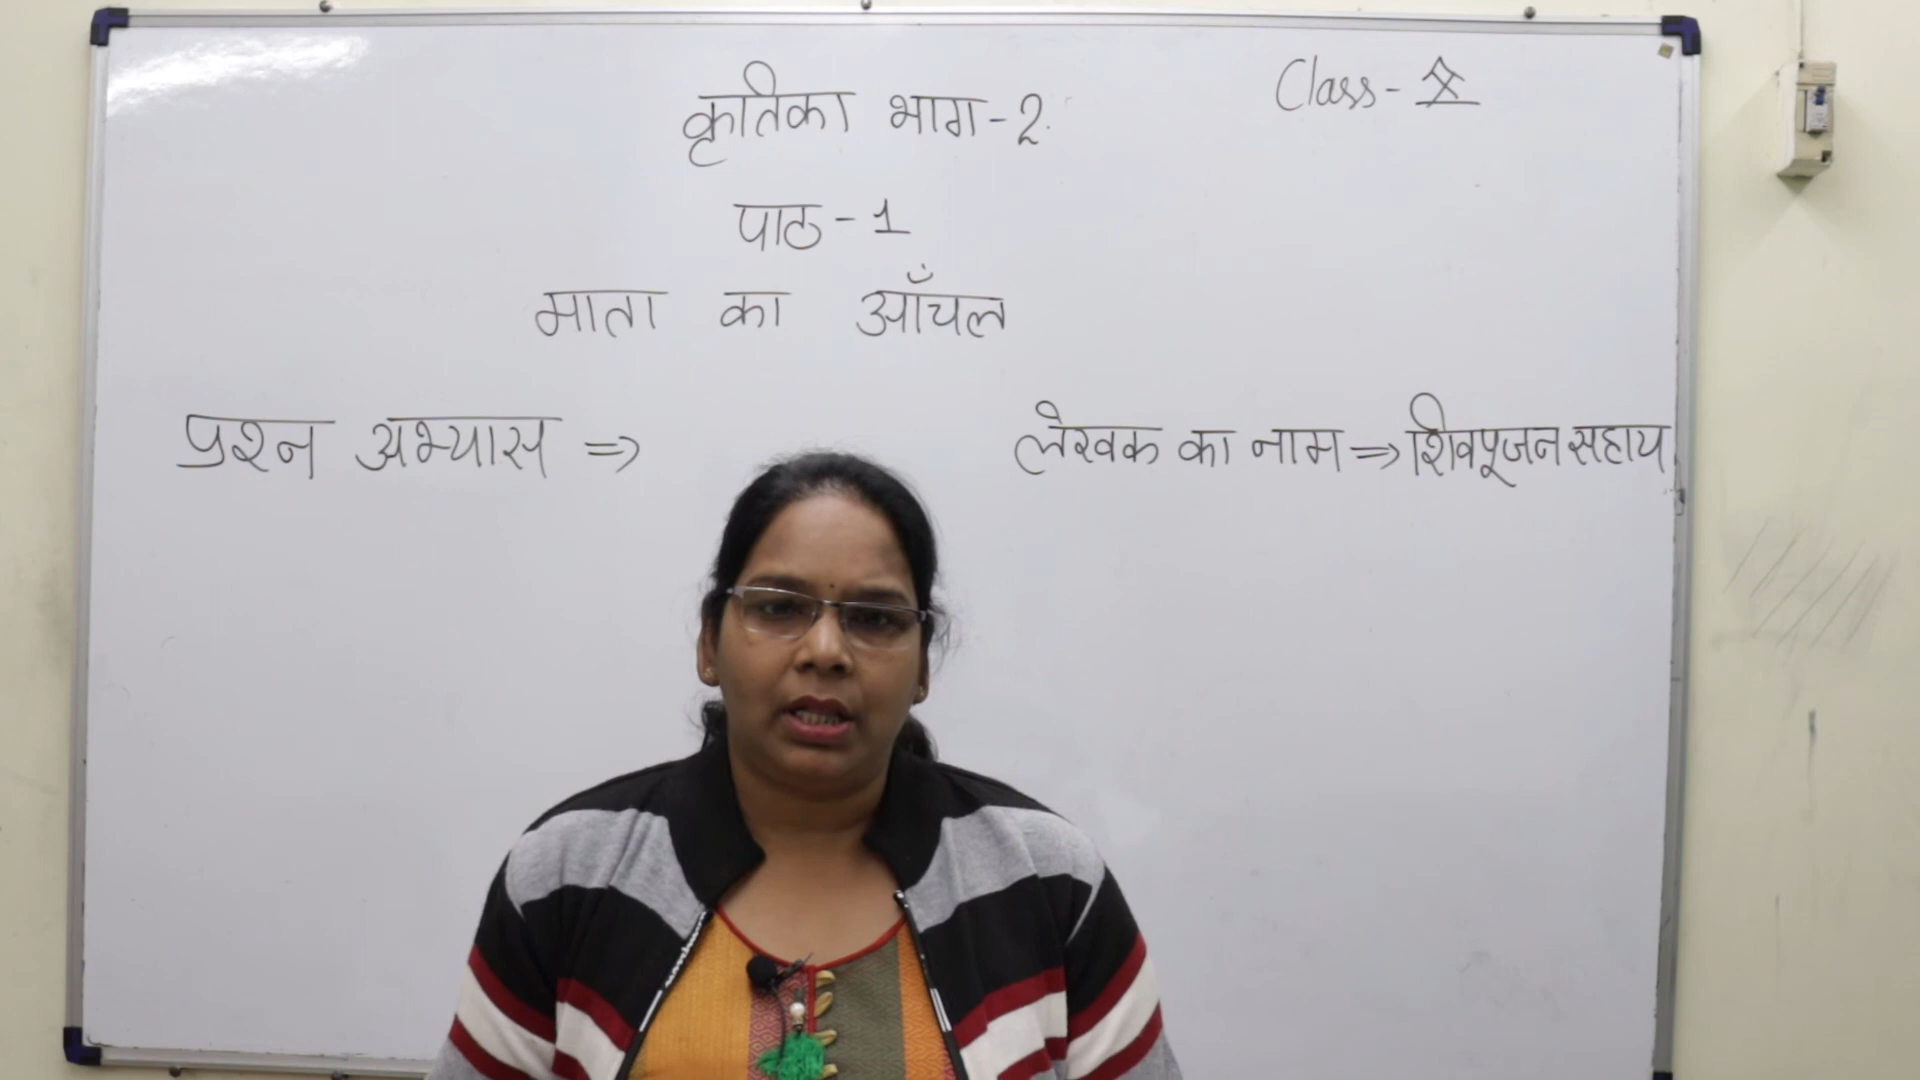 Class - X
कृतिका भाग - 2
पाठ - 1
माता का आँचल
प्रश्न अभ्यास ⇒
लेखक का नाम ⇒ शिवपूजन सहाय